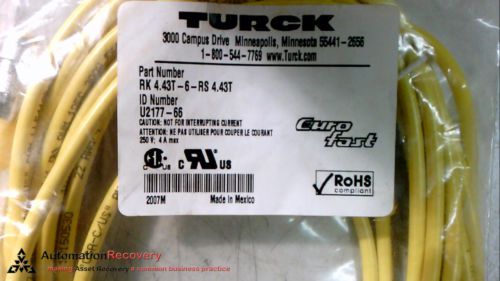 TURCK
3000 Campus Drive Minneapolis, Minnesota 55441-2656
1-800-544-7769 www.Turck.com
Part Number
RK 4.43T-6-RS 4.43T
ID Number
U2177-66
CAUTION: NOT FOR INTERRUPTING CURRENT
ATTENTION: NE PAS UTILISER POUR COUPER LE COURANT
250 V; 4 A max
Euro fast
C US
RoHS
compliant
2007M
Made in Mexico
AutomationRecovery
making Asset Recovery a common business practice